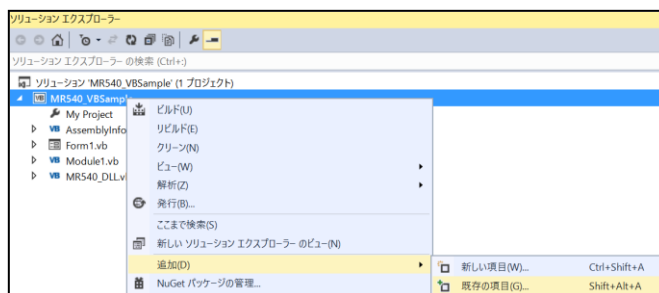 ソリューション エクスプローラー
ソリューション エクスプローラー の検索 (Ctrl+:)
ソリューション 'MR540_VBSample' (1 プロジェクト)
MR540_VBSample
My Project
AssemblyInfo
Form1.vb
Module1.vb
MR540_DLL.v
ビルド(U)
リビルド(E)
クリーン(N)
ビュー(W)
解析(Z)
発行(B)...
ここまで検索(S)
新しい ソリューション エクスプローラー のビュー(N)
追加(D)
NuGet パッケージの管理...
新しい項目(W)... Ctrl+Shift+A
既存の項目(G)... Shift+Alt+A